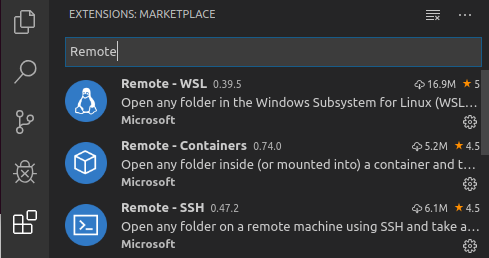 EXTENSIONS: MARKETPLACE
Remote
Remote - WSL 0.39.5 16.9M ★ 5
Open any folder in the Windows Subsystem for Linux (WSL...
Microsoft
Remote - Containers 0.74.0 5.2M ★ 4.5
Open any folder inside (or mounted into) a container and t...
Microsoft
Remote - SSH 0.47.2 6.1M ★ 4.5
Open any folder on a remote machine using SSH and take a...
Microsoft